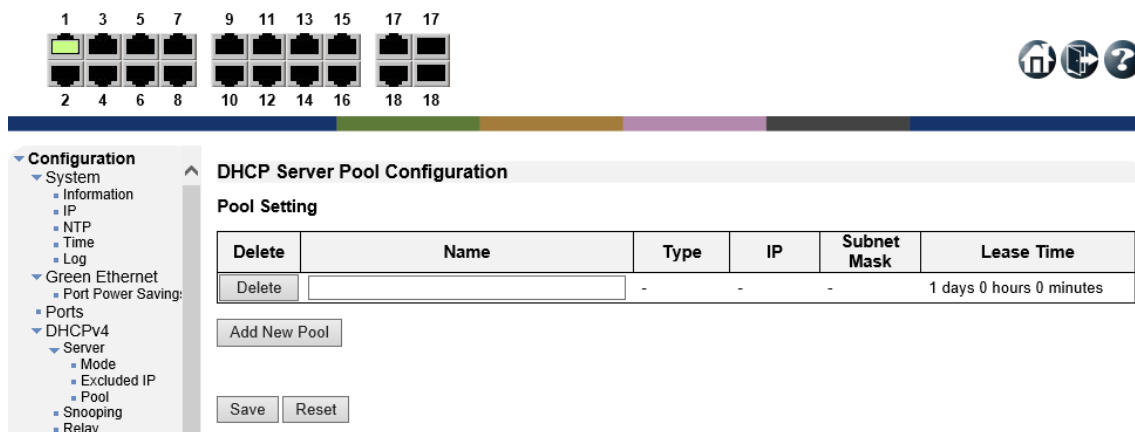 1 3 5 7 9 11 13 15 17 17
2 4 6 8 10 12 14 16 18 18
?
Configuration
System
Information
IP
NTP
Time
Log
Green Ethernet
Port Power Savings
Ports
DHCPv4
Server
Mode
Excluded IP
Pool
Snooping
Relay
DHCP Server Pool Configuration
Pool Setting
Delete Name Type IP Subnet Mask Lease Time
Delete - - - 1 days 0 hours 0 minutes
Add New Pool
Save Reset